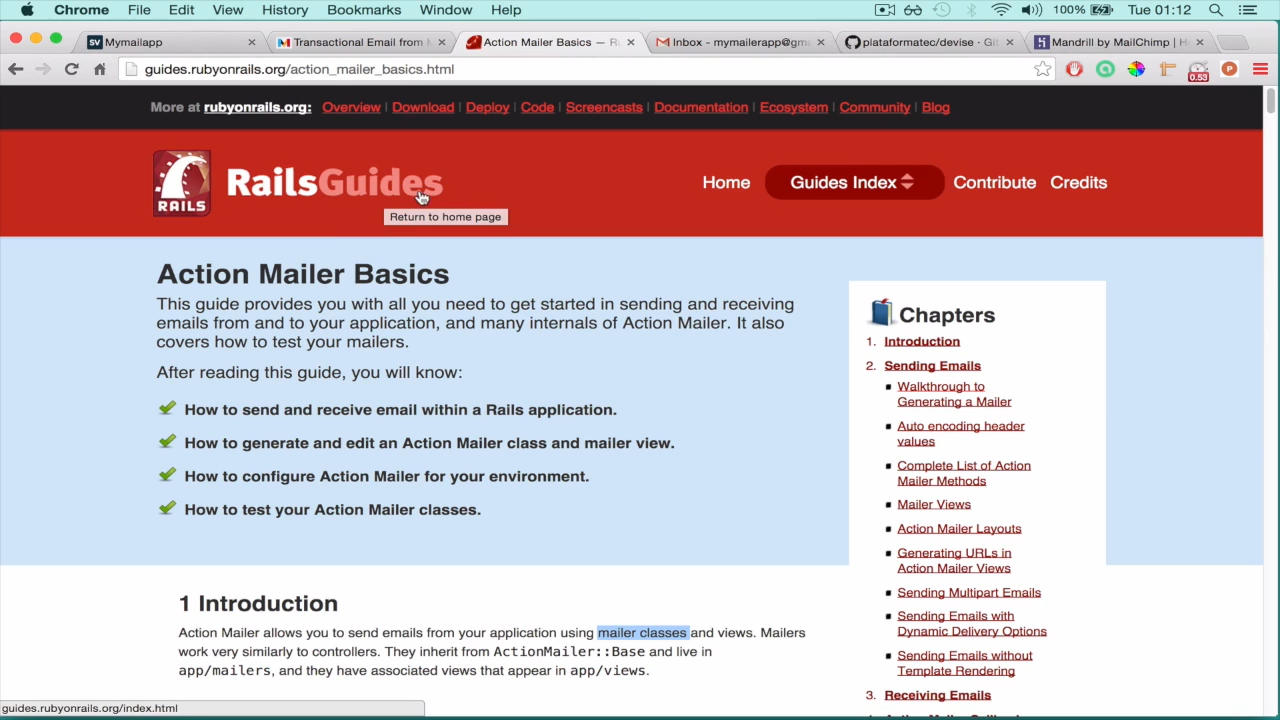 Chrome File Edit View History Bookmarks Window Help 100% Tue 01:12
Mymailapp Transactional Email from M Action Mailer Basics — R Inbox - mymailerapp@gma plataformatec/devise · Git Mandrill by MailChimp | H
guides.rubyonrails.org/action_mailer_basics.html 0.53
More at rubyonrails.org: Overview | Download | Deploy | Code | Screencasts | Documentation | Ecosystem | Community | Blog
RAILS RailsGuides Home Guides Index Contribute Credits
Return to home page
Action Mailer Basics
This guide provides you with all you need to get started in sending and receiving
emails from and to your application, and many internals of Action Mailer. It also
covers how to test your mailers.
After reading this guide, you will know:
How to send and receive email within a Rails application.
How to generate and edit an Action Mailer class and mailer view.
How to configure Action Mailer for your environment.
How to test your Action Mailer classes.
Chapters
1. Introduction
2. Sending Emails
Walkthrough to
Generating a Mailer
Auto encoding header
values
Complete List of Action
Mailer Methods
Mailer Views
Action Mailer Layouts
Generating URLs in
Action Mailer Views
Sending Multipart Emails
Sending Emails with
Dynamic Delivery Options
Sending Emails without
Template Rendering
3. Receiving Emails
1 Introduction
Action Mailer allows you to send emails from your application using mailer classes and views. Mailers
work very similarly to controllers. They inherit from ActionMailer::Base and live in
app/mailers, and they have associated views that appear in app/views.
guides.rubyonrails.org/index.html